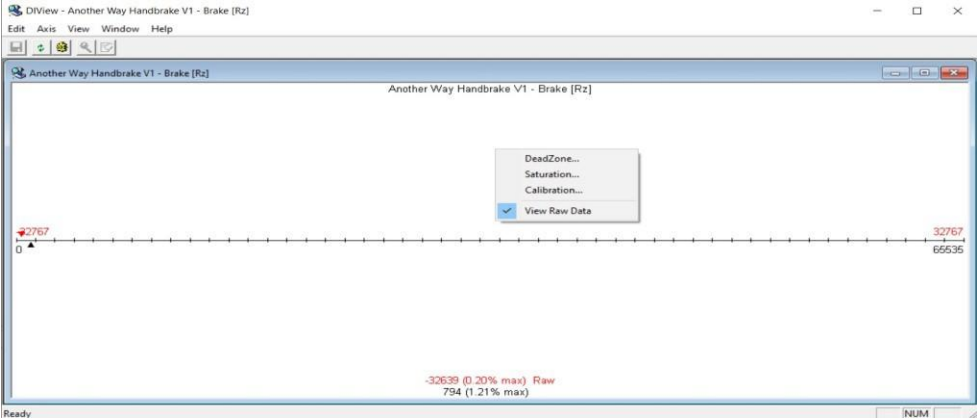 DIView - Another Way Handbrake V1 - Brake [Rz]
Edit Axis View Window Help
Another Way Handbrake V1 - Brake [Rz]
Another Way Handbrake V1 - Brake [Rz]
DeadZone...
Saturation...
Calibration...
View Raw Data
32767 32767
0 65535
-32639 (0.20% max) Raw
794 (1.21% max)
Ready NUM